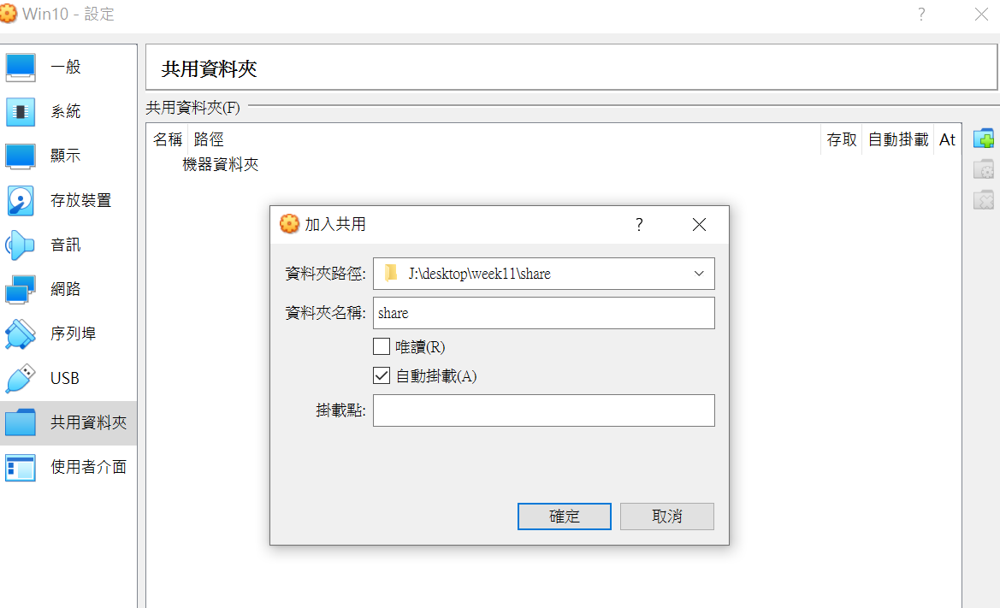 Win10 - 設定
?
一般
系統
顯示
存放裝置
音訊
網路
序列埠
USB
共用資料夾
使用者介面
共用資料夾
共用資料夾(F)
名稱 路徑 存取 自動掛載 At
機器資料夾
加入共用 ?
資料夾路徑: J:\desktop\week11\share
資料夾名稱: share
唯讀(R)
自動掛載(A)
掛載點:
確定 取消